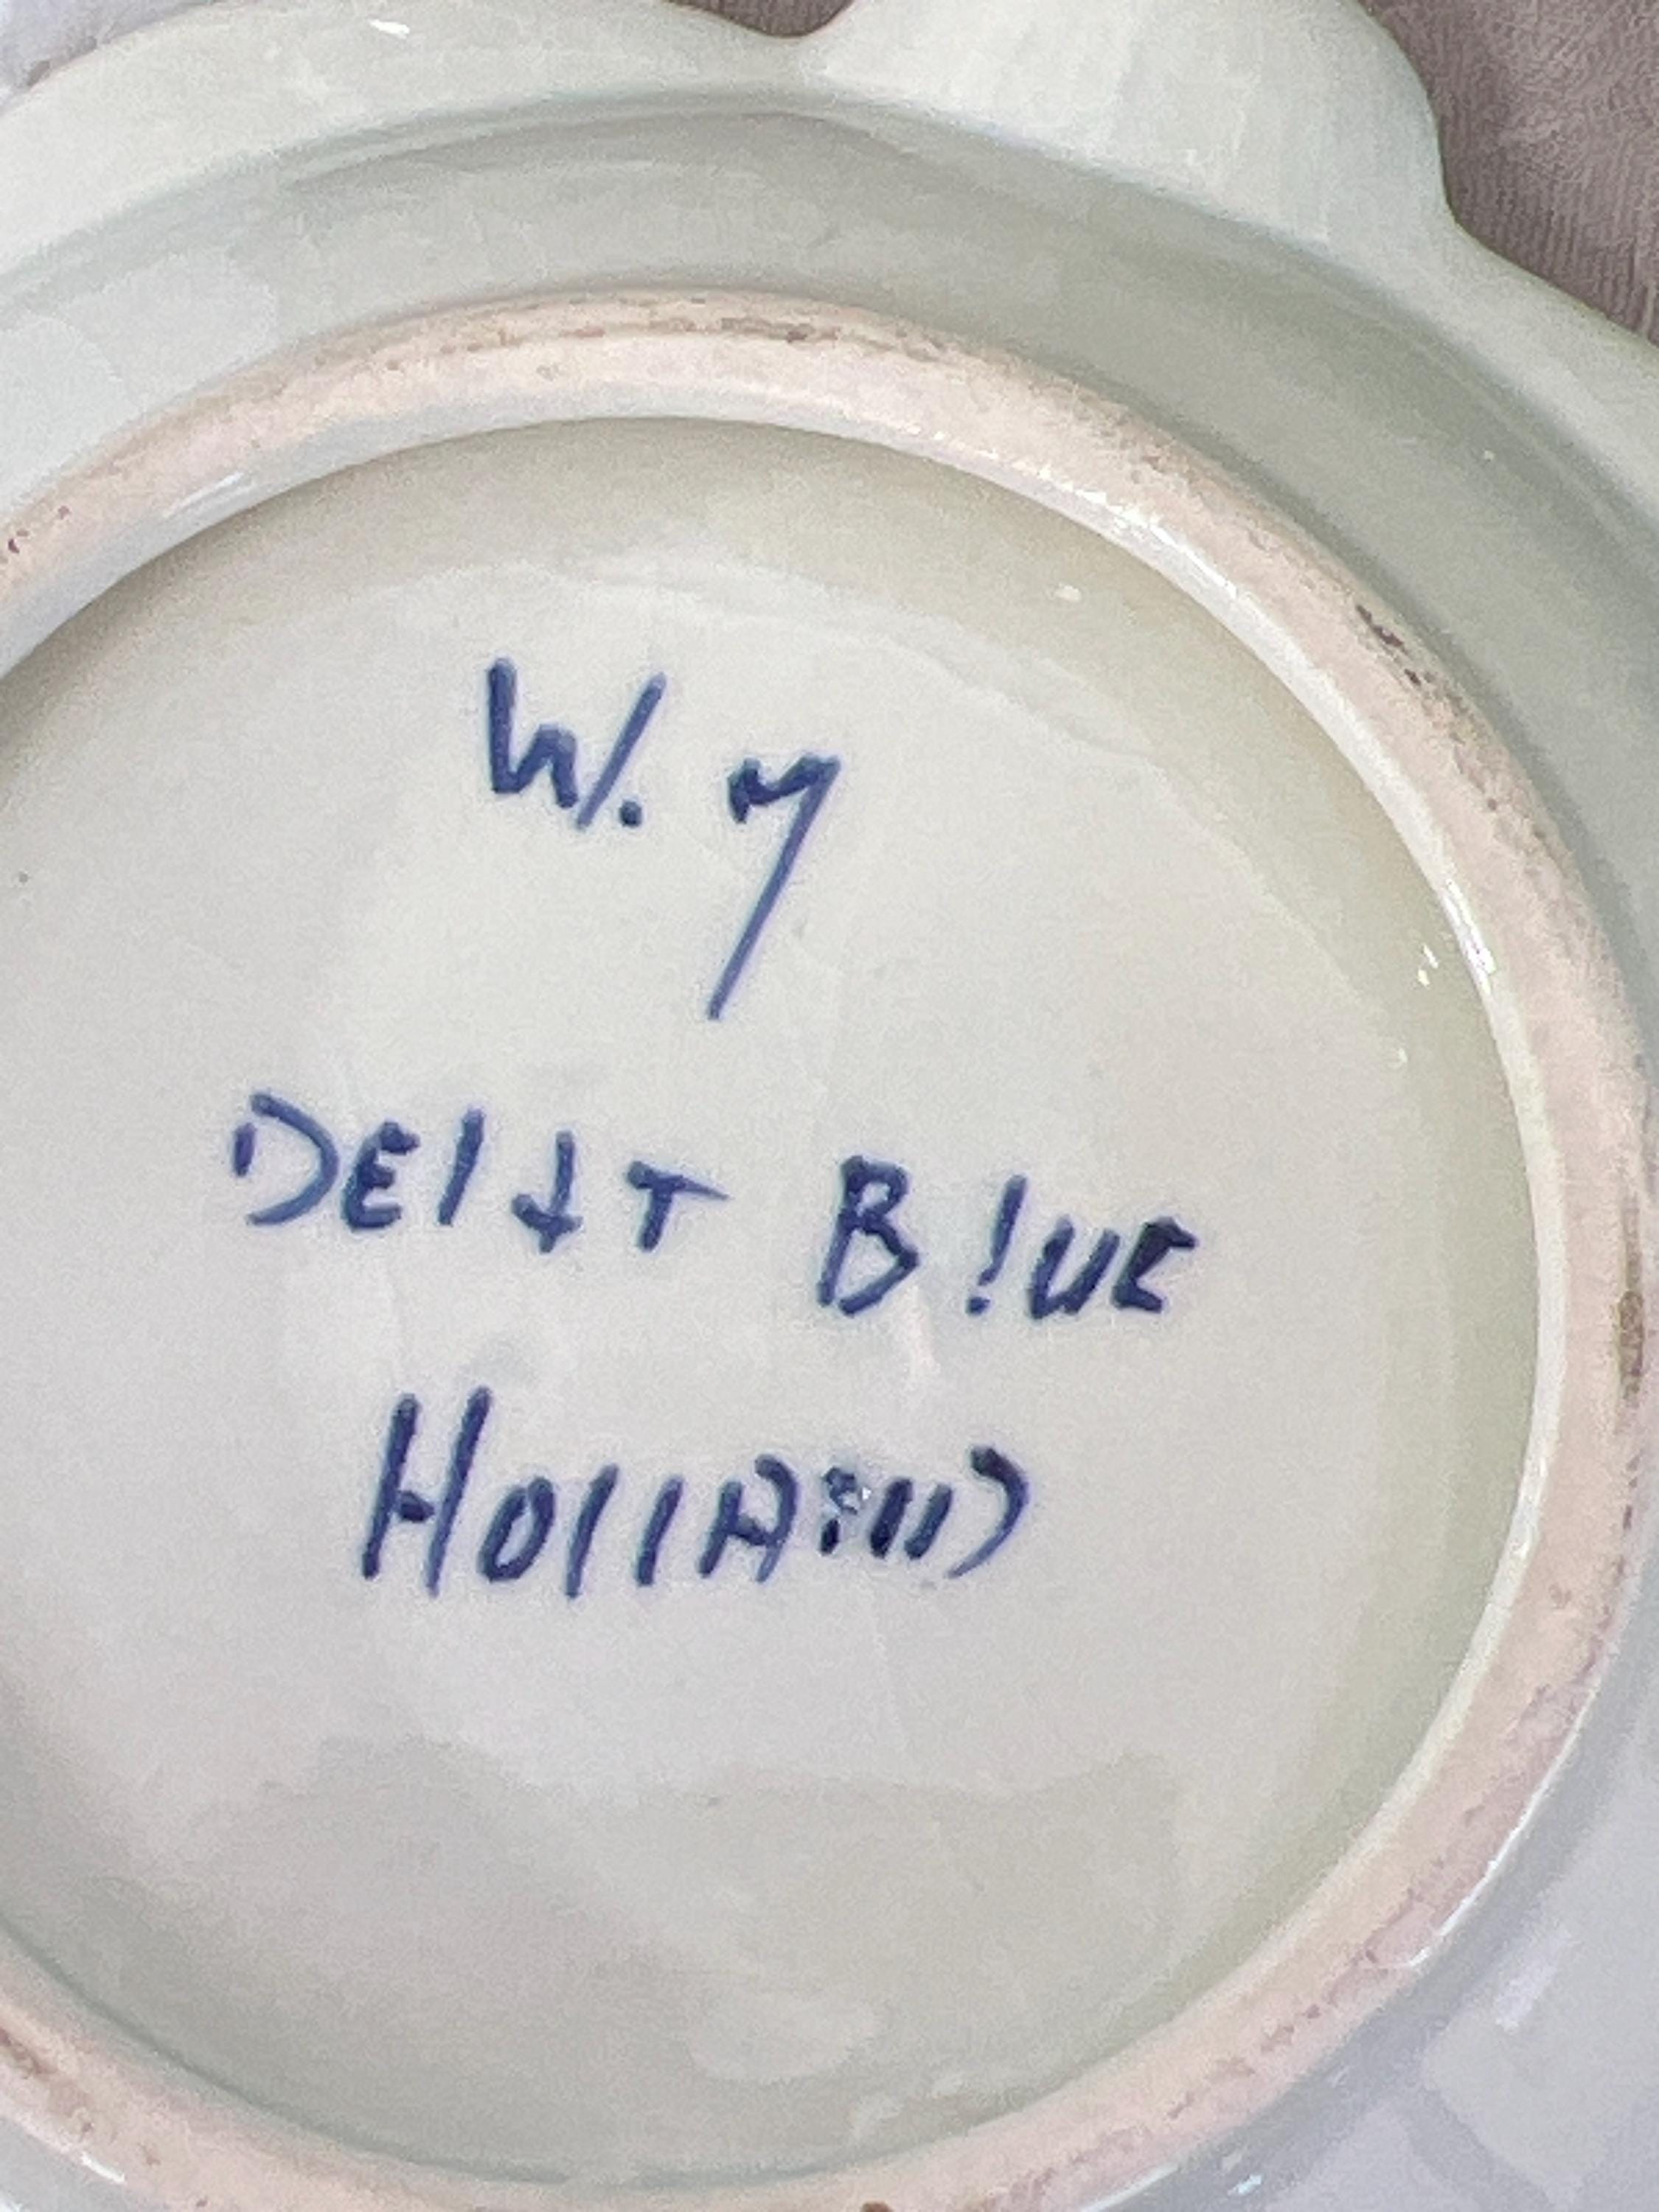 W. M
DElfT BlUE
HOllAND